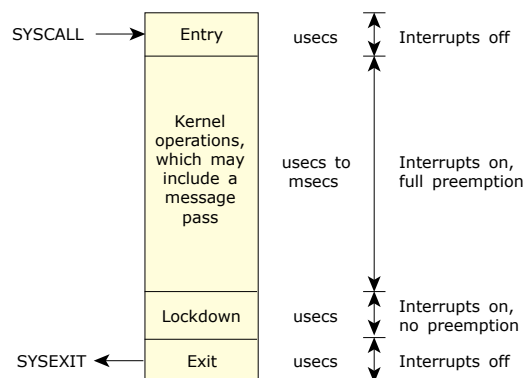 SYSCALL
Entry
usecs
Interrupts off
Kernel
operations,
which may
include a
message
pass
usecs to
msecs
Interrupts on,
full preemption
Lockdown
usecs
Interrupts on,
no preemption
SYSEXIT
Exit
usecs
Interrupts off